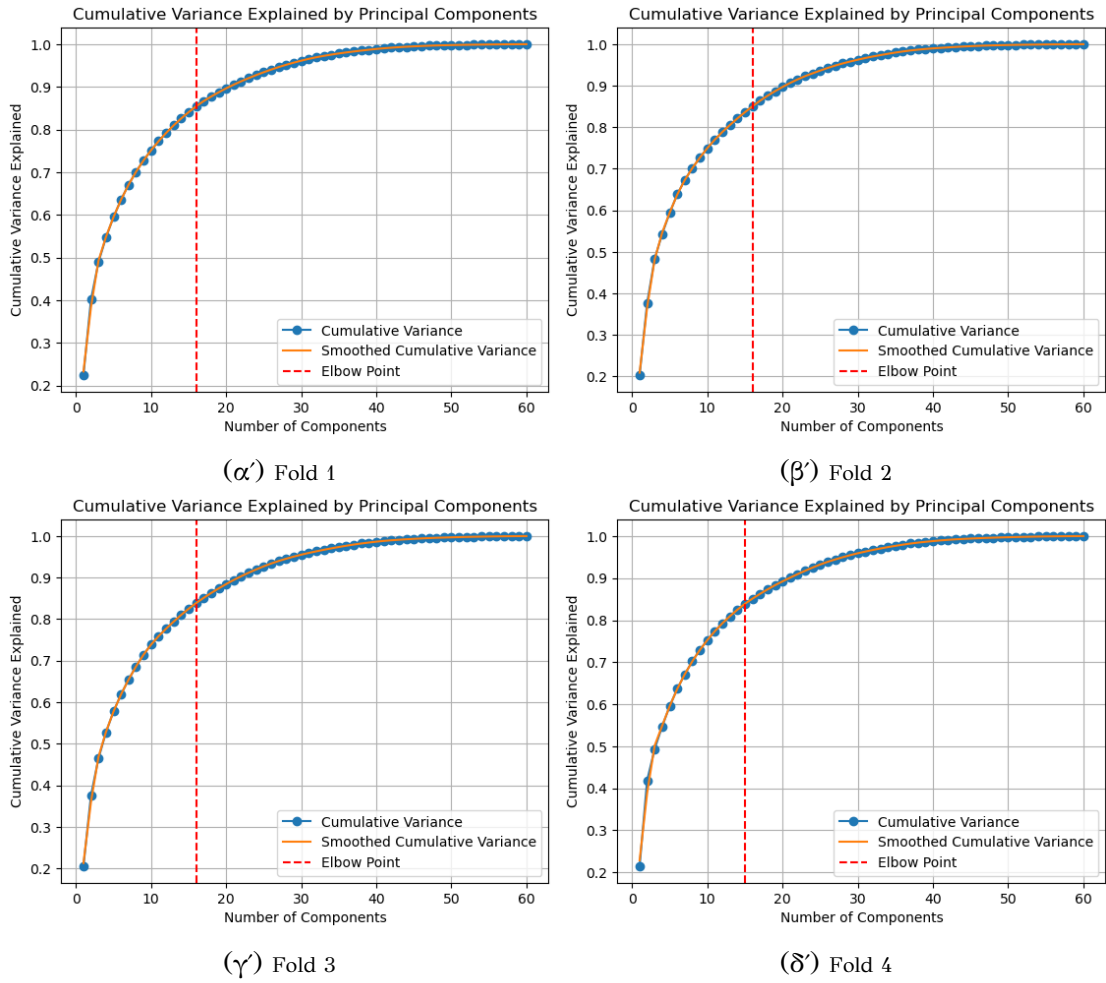 Cumulative Variance Explained by Principal Components
Cumulative Variance Explained
1.0
0.9
0.8
0.7
0.6
0.5
0.4
0.3
0.2
Cumulative Variance
Smoothed Cumulative Variance
Elbow Point
0 10 20 30 40 50 60
Number of Components
(α΄) Fold 1
Cumulative Variance Explained by Principal Components
Cumulative Variance Explained
1.0
0.9
0.8
0.7
0.6
0.5
0.4
0.3
0.2
Cumulative Variance
Smoothed Cumulative Variance
Elbow Point
0 10 20 30 40 50 60
Number of Components
(β΄) Fold 2
Cumulative Variance Explained by Principal Components
Cumulative Variance Explained
1.0
0.9
0.8
0.7
0.6
0.5
0.4
0.3
0.2
Cumulative Variance
Smoothed Cumulative Variance
Elbow Point
0 10 20 30 40 50 60
Number of Components
(γ΄) Fold 3
Cumulative Variance Explained by Principal Components
Cumulative Variance Explained
1.0
0.9
0.8
0.7
0.6
0.5
0.4
0.3
0.2
Cumulative Variance
Smoothed Cumulative Variance
Elbow Point
0 10 20 30 40 50 60
Number of Components
(δ΄) Fold 4